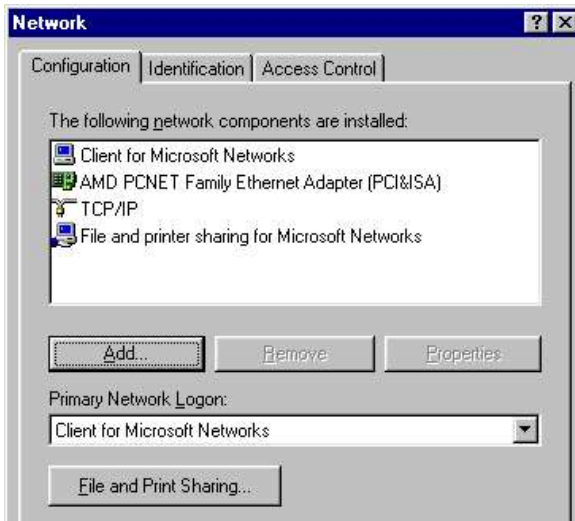 Network
Configuration Identification Access Control
The following network components are installed:
Client for Microsoft Networks
AMD PCNET Family Ethernet Adapter (PCI&ISA)
TCP/IP
File and printer sharing for Microsoft Networks
Add... Remove Properties
Primary Network Logon:
Client for Microsoft Networks
File and Print Sharing...